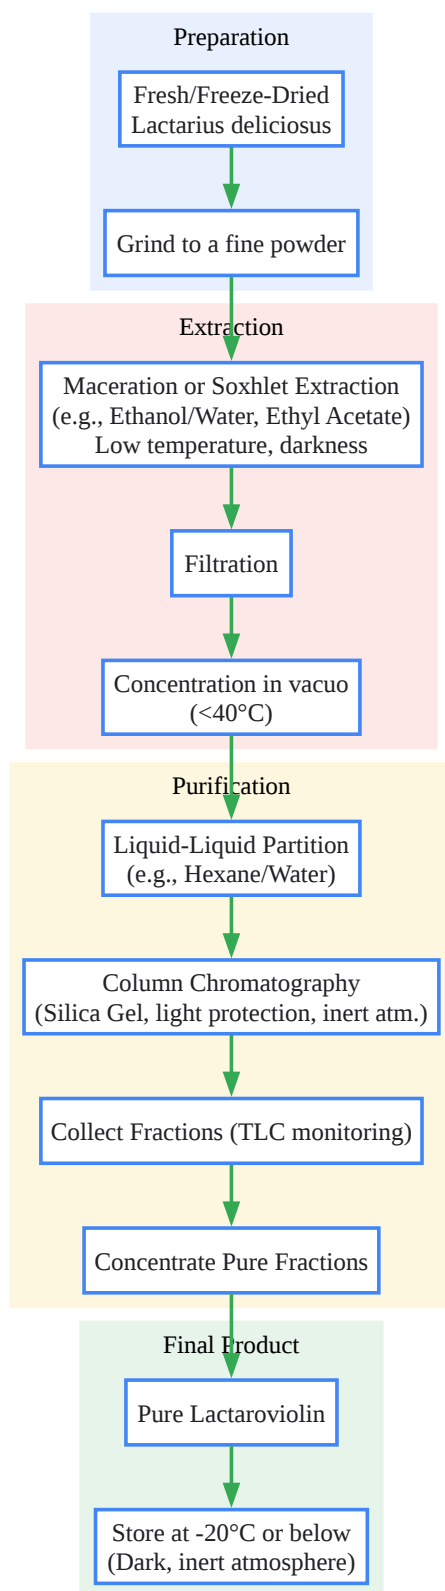 Preparation
Fresh/Freeze-Dried
Lactarius deliciosus
Grind to a fine powder
Extraction
Maceration or Soxhlet Extraction
(e.g., Ethanol/Water, Ethyl Acetate)
Low temperature, darkness
Filtration
Concentration in vacuo
(<40°C)
Purification
Liquid-Liquid Partition
(e.g., Hexane/Water)
Column Chromatography
(Silica Gel, light protection, inert atm.)
Collect Fractions (TLC monitoring)
Concentrate Pure Fractions
Final Product
Pure Lactaroviolin
Store at -20°C or below
(Dark, inert atmosphere)